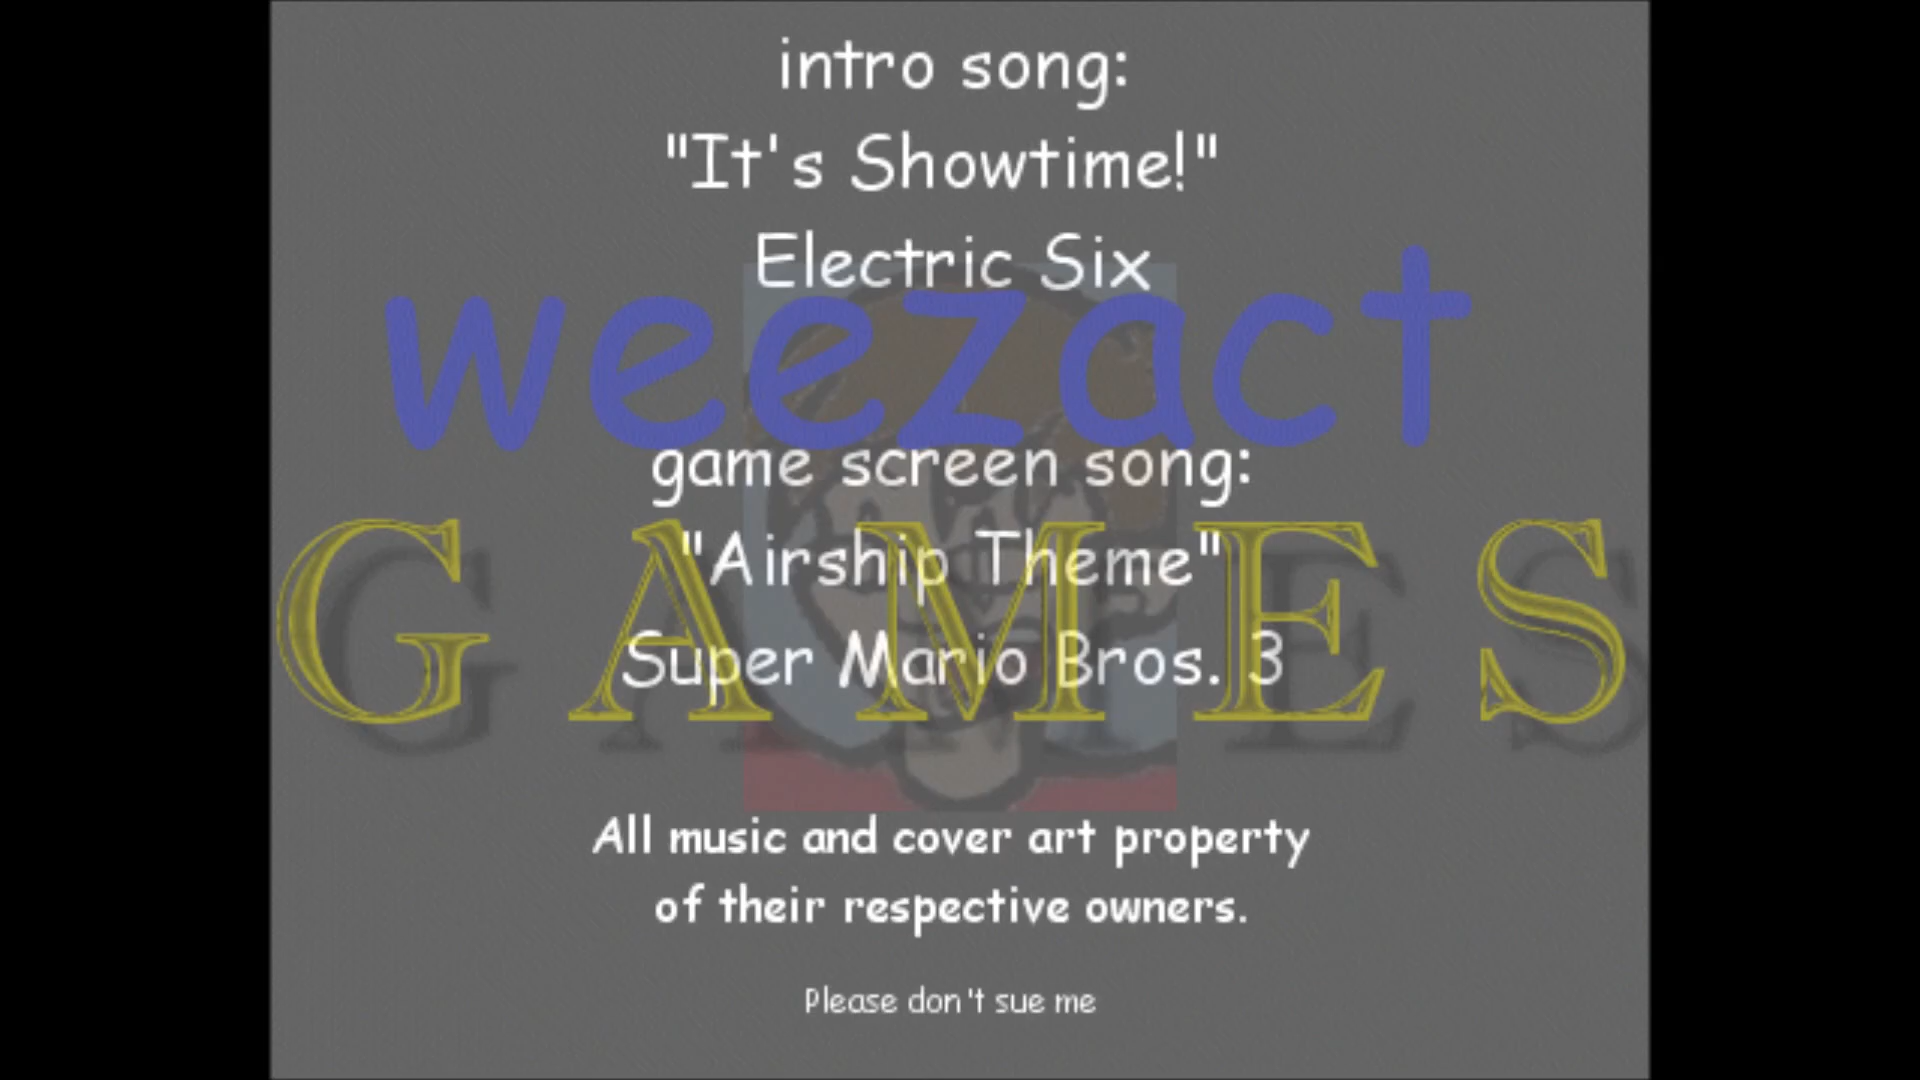 intro song:
"It's Showtime!"
Electric Six
weezact
game screen song:
GAMES
"Airship Theme"
Super Mario Bros. 3
All music and cover art property
of their respective owners.
Please don't sue me